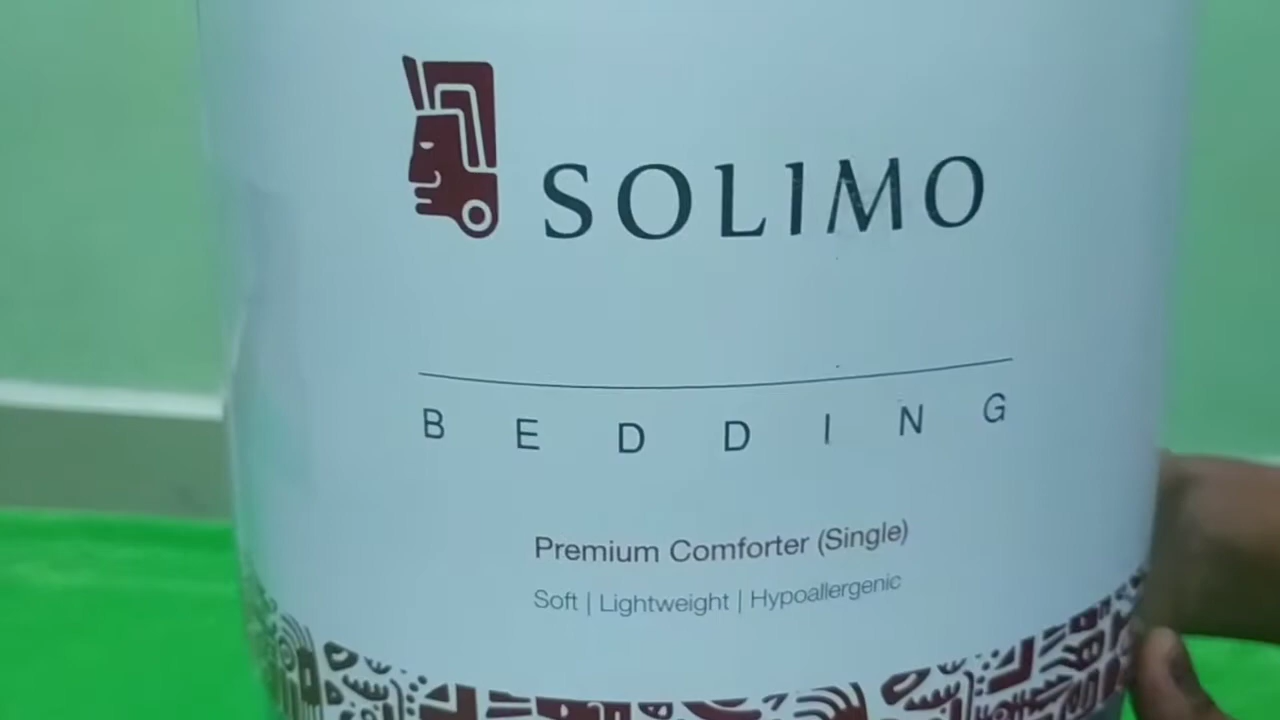 SOLIMO
BEDDING
Premium Comforter (Single)
Soft | Lightweight | Hypoallergenic